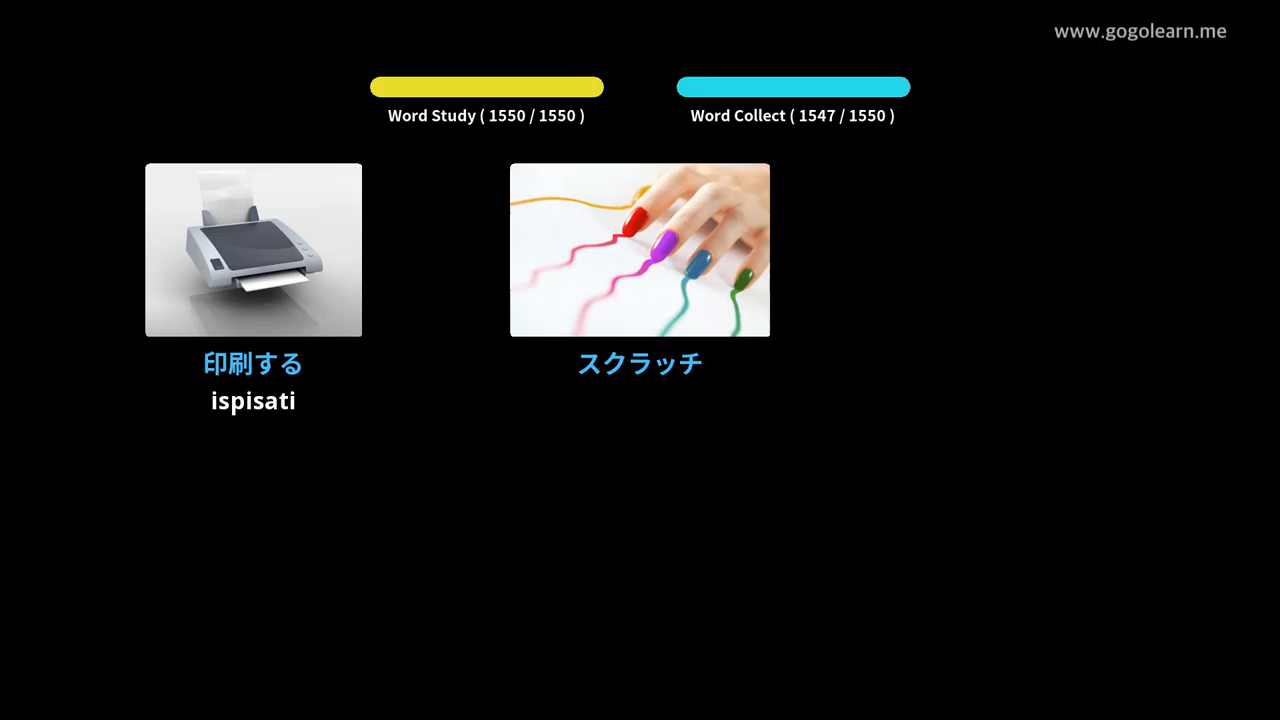 www.gogolearn.me
Word Study ( 1550 / 1550 )
Word Collect ( 1547 / 1550 )
印刷する
スクラッチ
ispisati